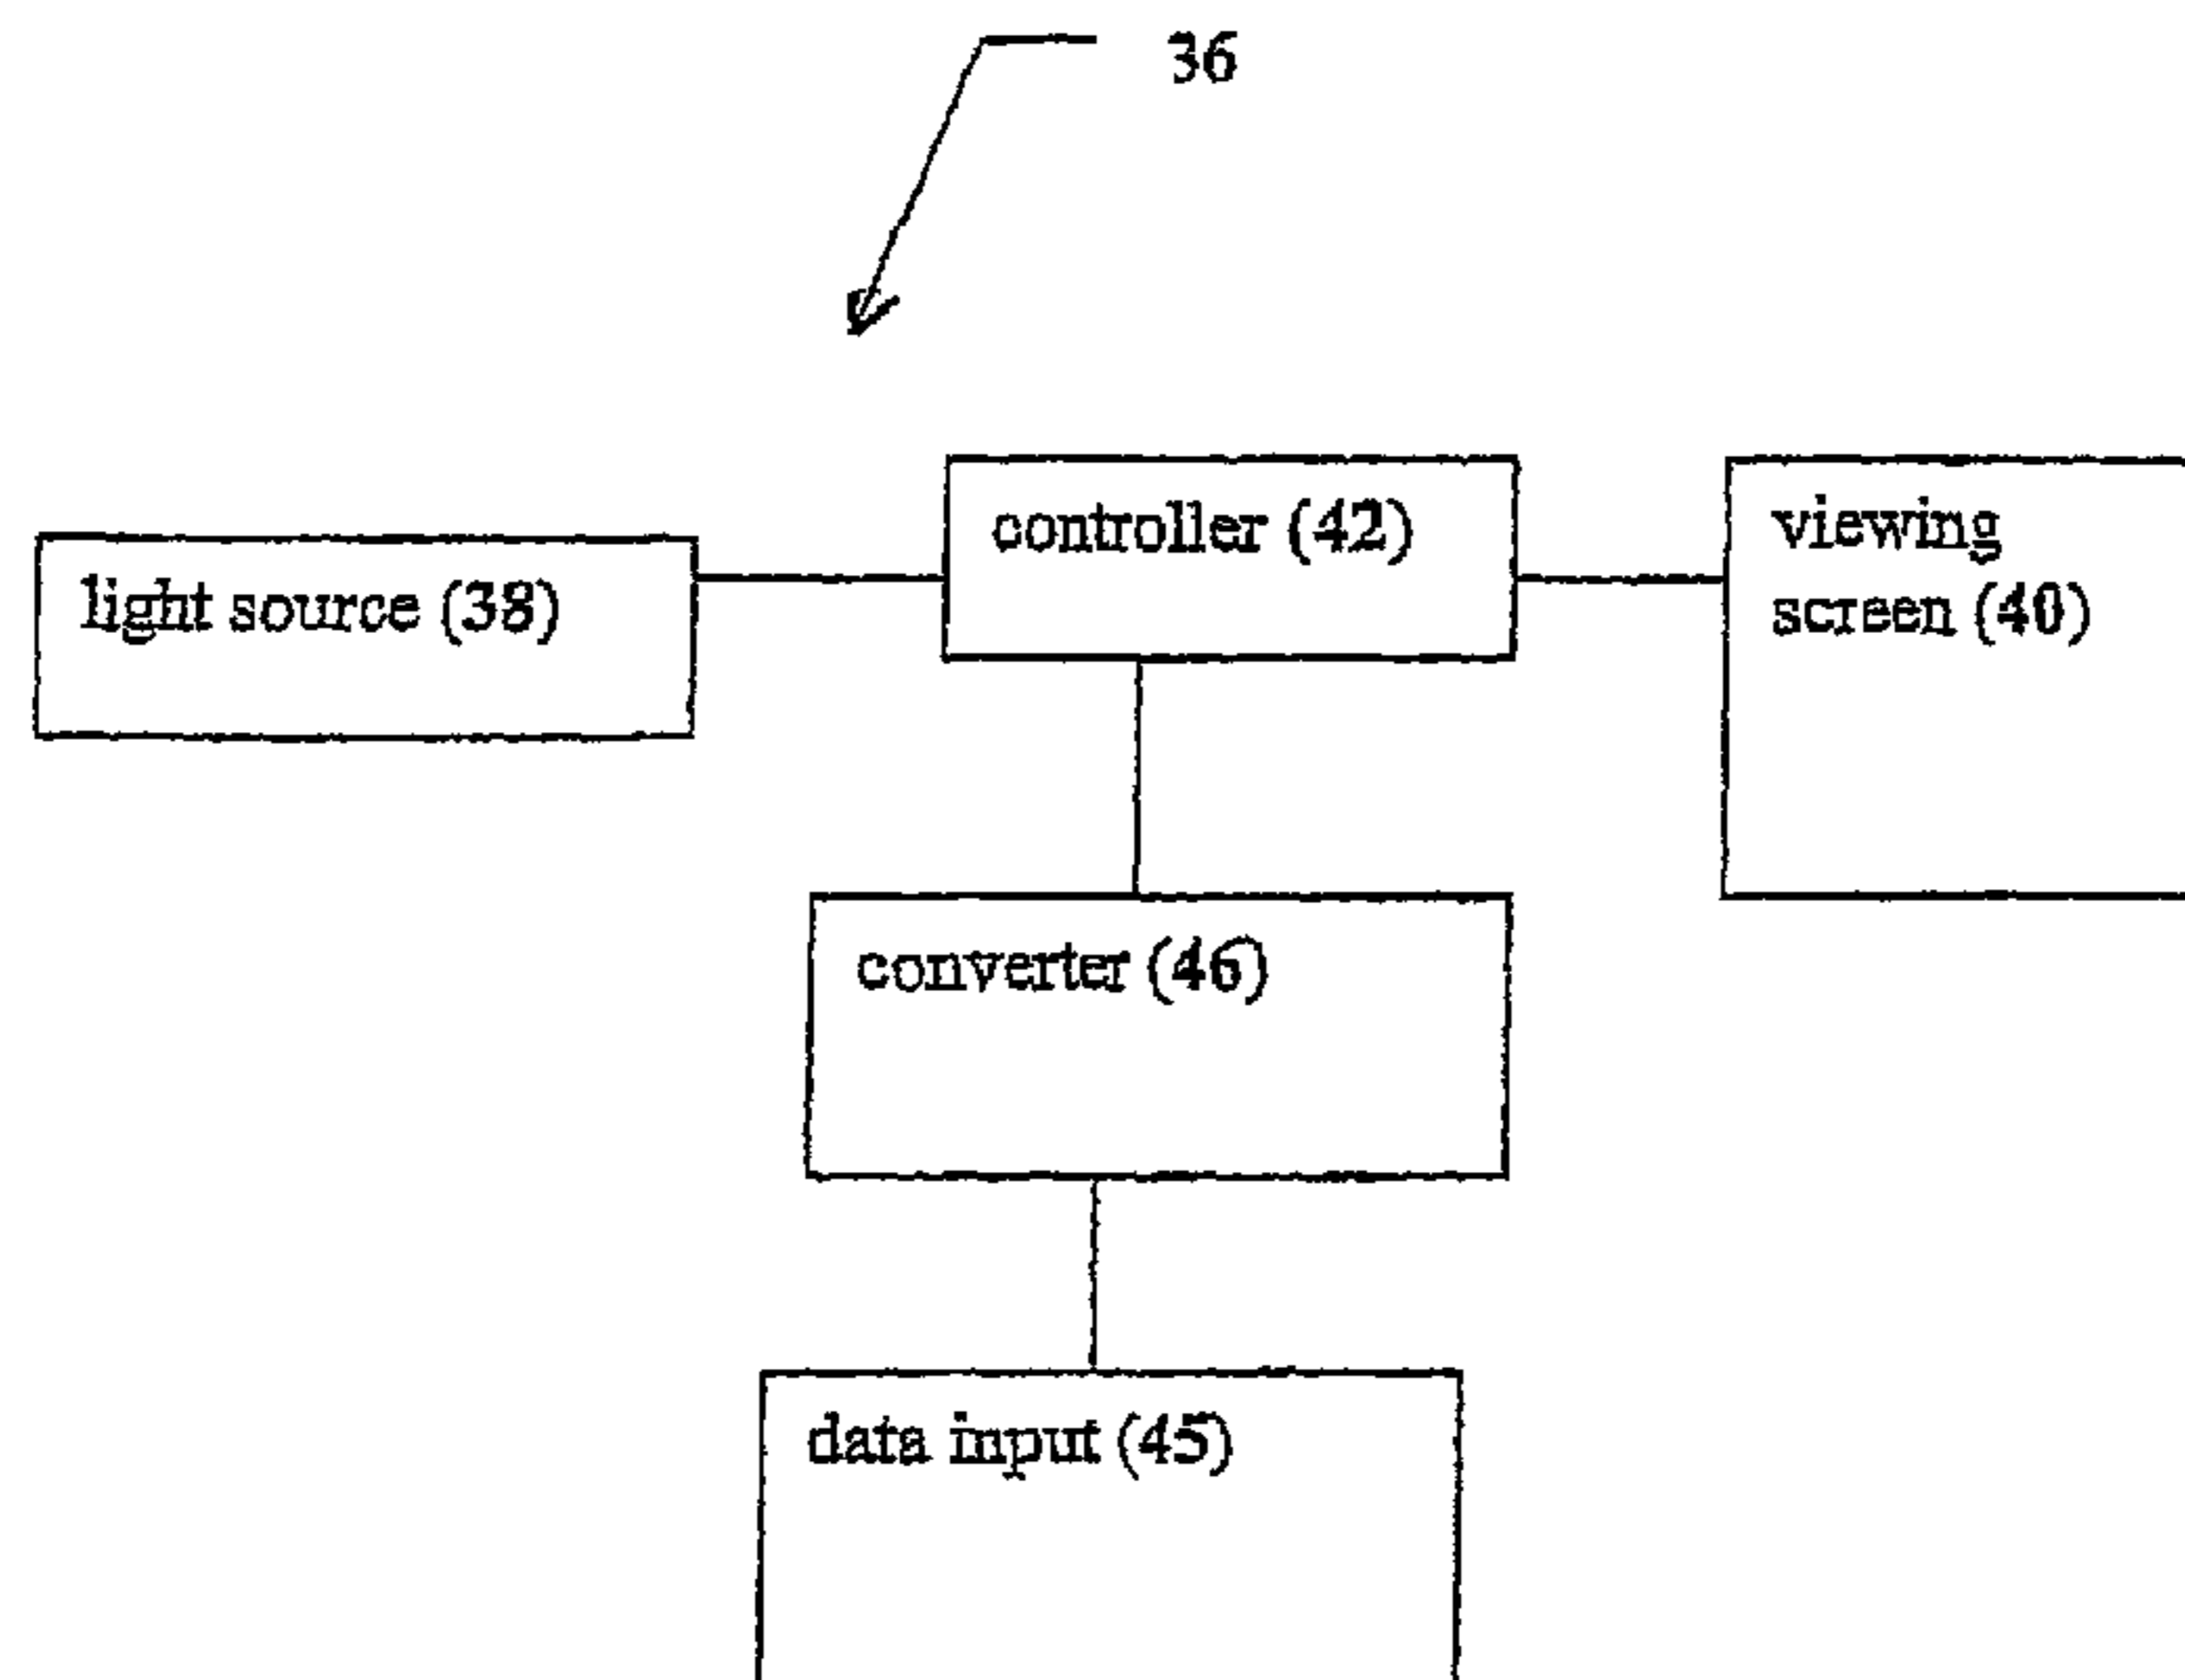 36
controller (42)
viewing
screen (40)
light source (38)
converter (46)
data input (45)